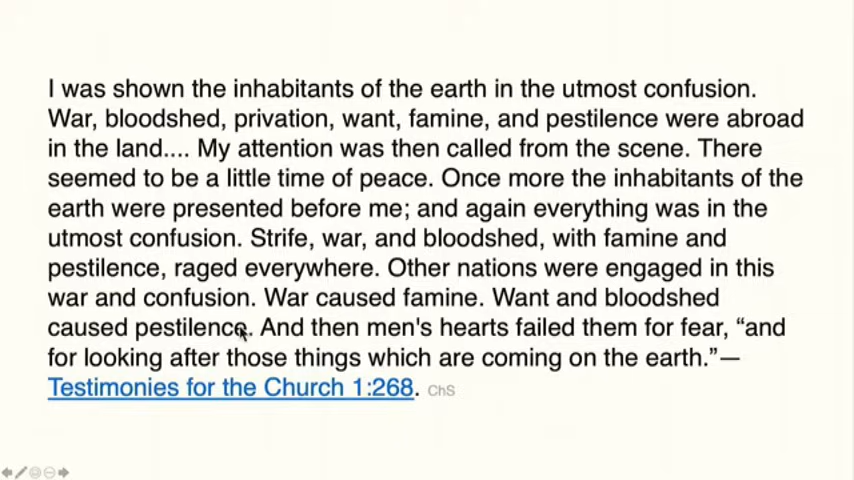 I was shown the inhabitants of the earth in the utmost confusion.
War, bloodshed, privation, want, famine, and pestilence were abroad
in the land.... My attention was then called from the scene. There
seemed to be a little time of peace. Once more the inhabitants of the
earth were presented before me; and again everything was in the
utmost confusion. Strife, war, and bloodshed, with famine and
pestilence, raged everywhere. Other nations were engaged in this
war and confusion. War caused famine. Want and bloodshed
caused pestilence. And then men's hearts failed them for fear, “and
for looking after those things which are coming on the earth.”—
Testimonies for the Church 1:268. ChS